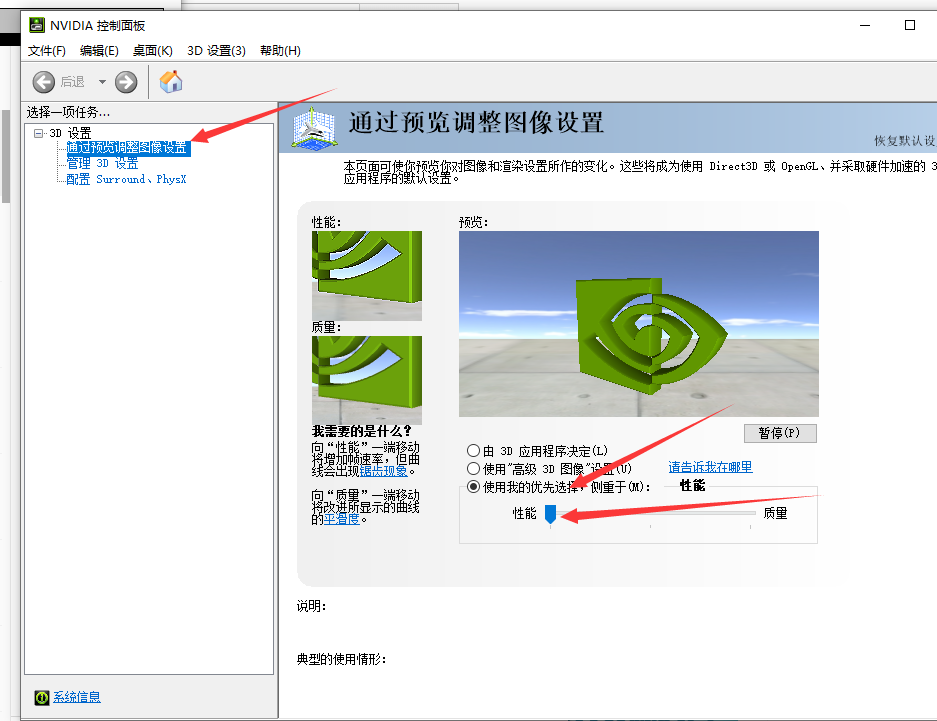 NVIDIA 控制面板
文件(F) 编辑(E) 桌面(K) 3D 设置(3) 帮助(H)
后退
选择一项任务...
3D 设置
通过预览调整图像设置
管理 3D 设置
配置 Surround、PhysX
系统信息
通过预览调整图像设置
恢复默认设
本页面可使你预览你对图像和渲染设置所作的变化。这些将成为使用 Direct3D 或 OpenGL、并采取硬件加速的 3
应用程序的默认设置。
性能:
质量:
我需要的是什么?
向“性能”一端移动
将增加帧速率，但曲
线会出现锯齿现象。
向“质量”一端移动
将改进所显示的曲线
的平滑度。
预览:
暂停(P)
由 3D 应用程序决定(L)
使用"高级 3D 图像"设置(U) 请告诉我在哪里
使用我的优先选择，侧重于(M): 性能
性能 质量
说明:
典型的使用情形: